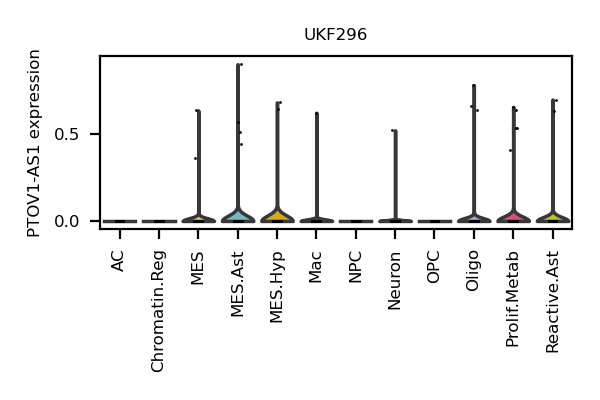 UKF296
PTOV1-AS1 expression
0.5
0.0
AC
Chromatin.Reg
MES
MES.Ast
MES.Hyp
Mac
NPC
Neuron
OPC
Oligo
Prolif.Metab
Reactive.Ast